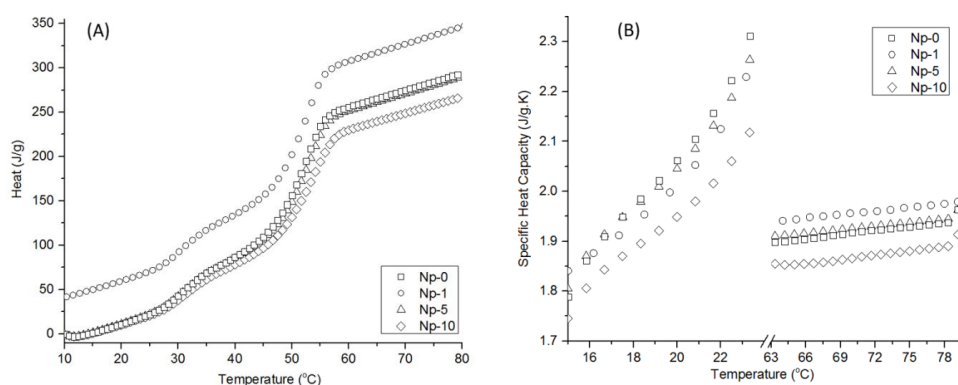 (A)
350
300
250
200
150
100
50
0
Heat (J/g)
Np-0
Np-1
Np-5
Np-10
10 20 30 40 50 60 70 80
Temperature (°C)
(B)
Np-0
Np-1
Np-5
Np-10
2.3
2.2
2.1
2.0
1.9
1.8
1.7
Specific Heat Capacity (J/g.K)
16 18 20 22 63 66 69 72 75 78
Temperature (°C)